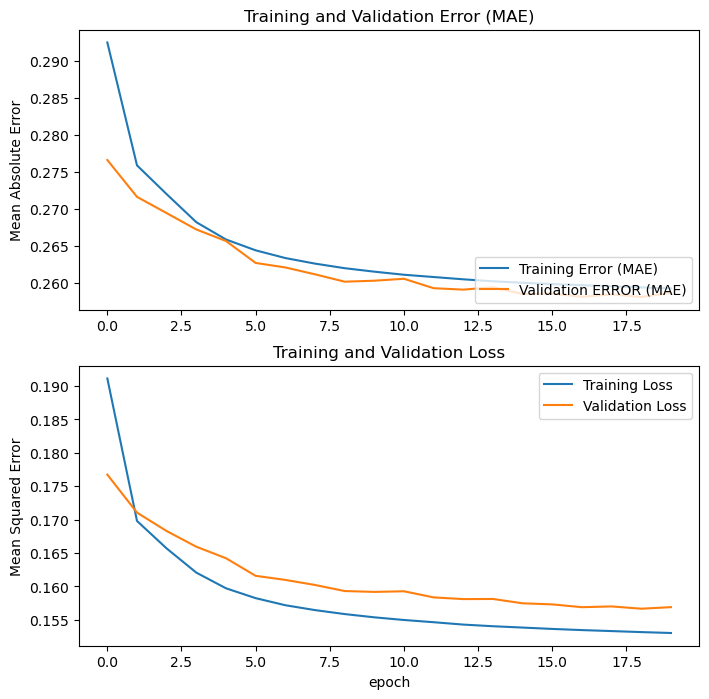 Training and Validation Error (MAE)
Mean Absolute Error
0.290
0.285
0.280
0.275
0.270
0.265
0.260
Training Error (MAE)
Validation ERROR (MAE)
0.0 2.5 5.0 7.5 10.0 12.5 15.0 17.5
Training and Validation Loss
Mean Squared Error
0.190
0.185
0.180
0.175
0.170
0.165
0.160
0.155
Training Loss
Validation Loss
0.0 2.5 5.0 7.5 10.0 12.5 15.0 17.5
epoch